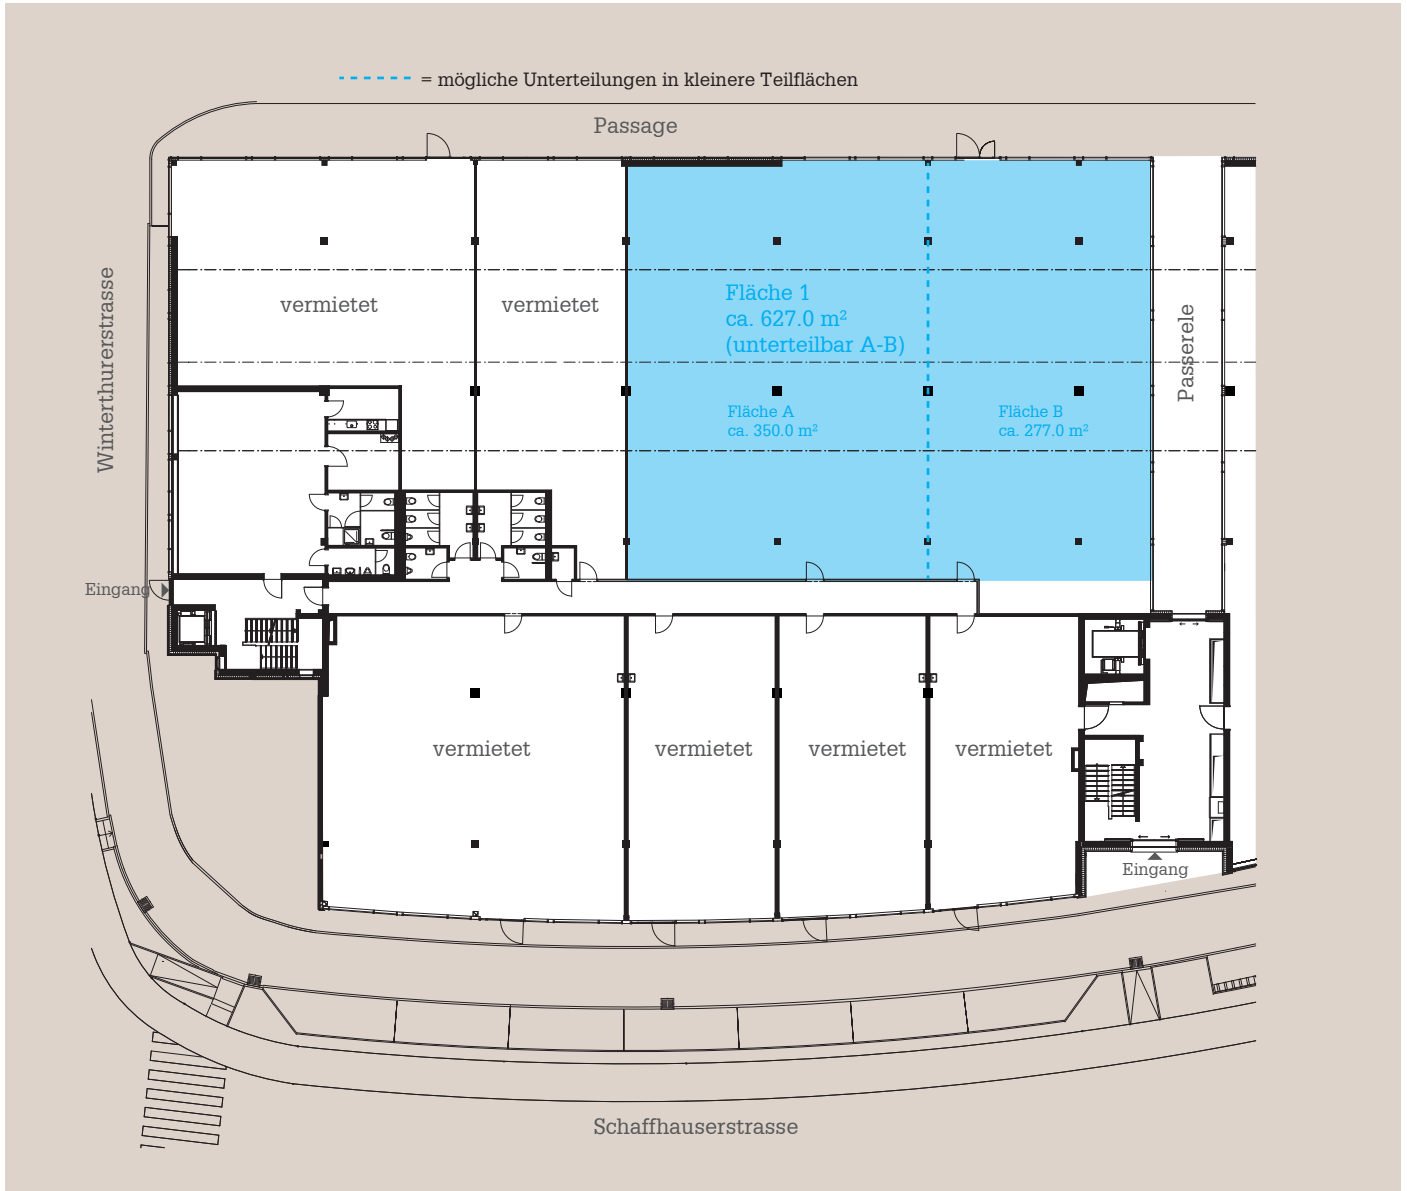 = mögliche Unterteilungen in kleinere Teilflächen
Passage
Winterthurerstrasse
vermietet
vermietet
Fläche 1
ca. 627.0 m²
(unterteilbar A-B)
Passerele
Fläche A
ca. 350.0 m²
Fläche B
ca. 277.0 m²
Eingang
vermietet
vermietet
vermietet
vermietet
Eingang
Schaffhauserstrasse